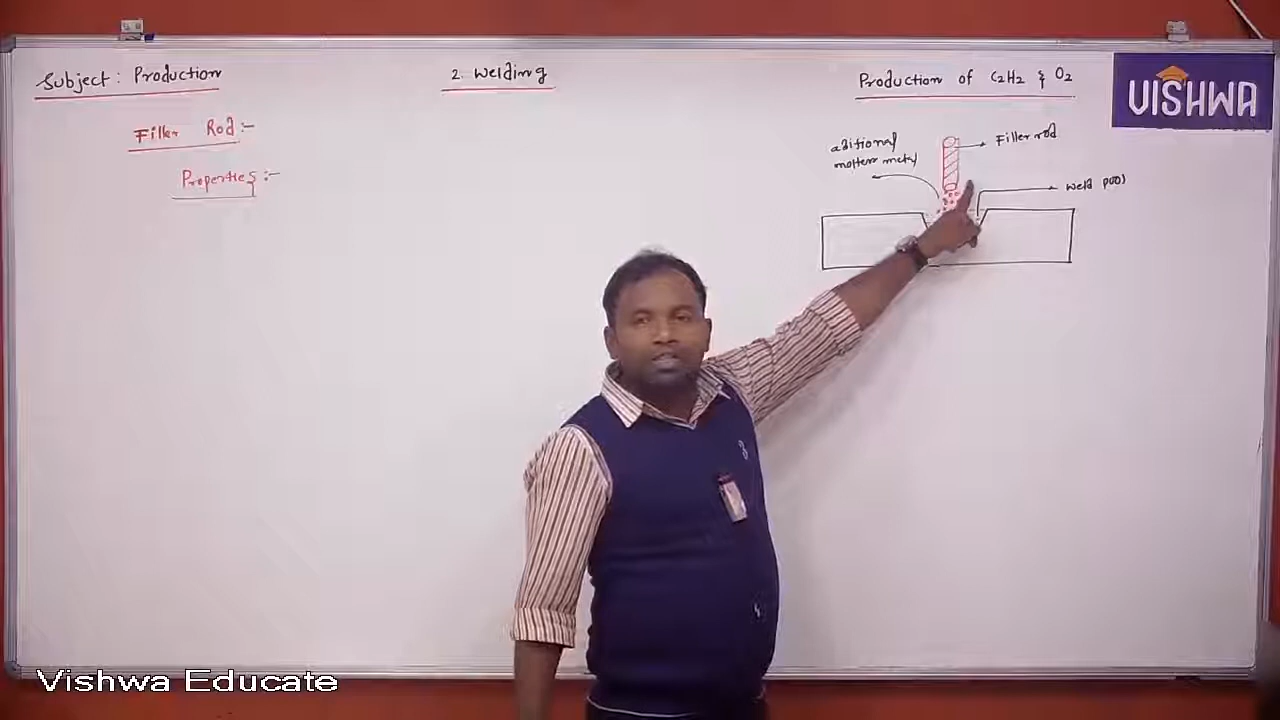 Subject: Production
2. Welding
Production of C2H2 & O2
VISHWA
Filler Rod:-
Properties:-
aditional
molten metal
Filler rod
Weld pool
Vishwa Educate